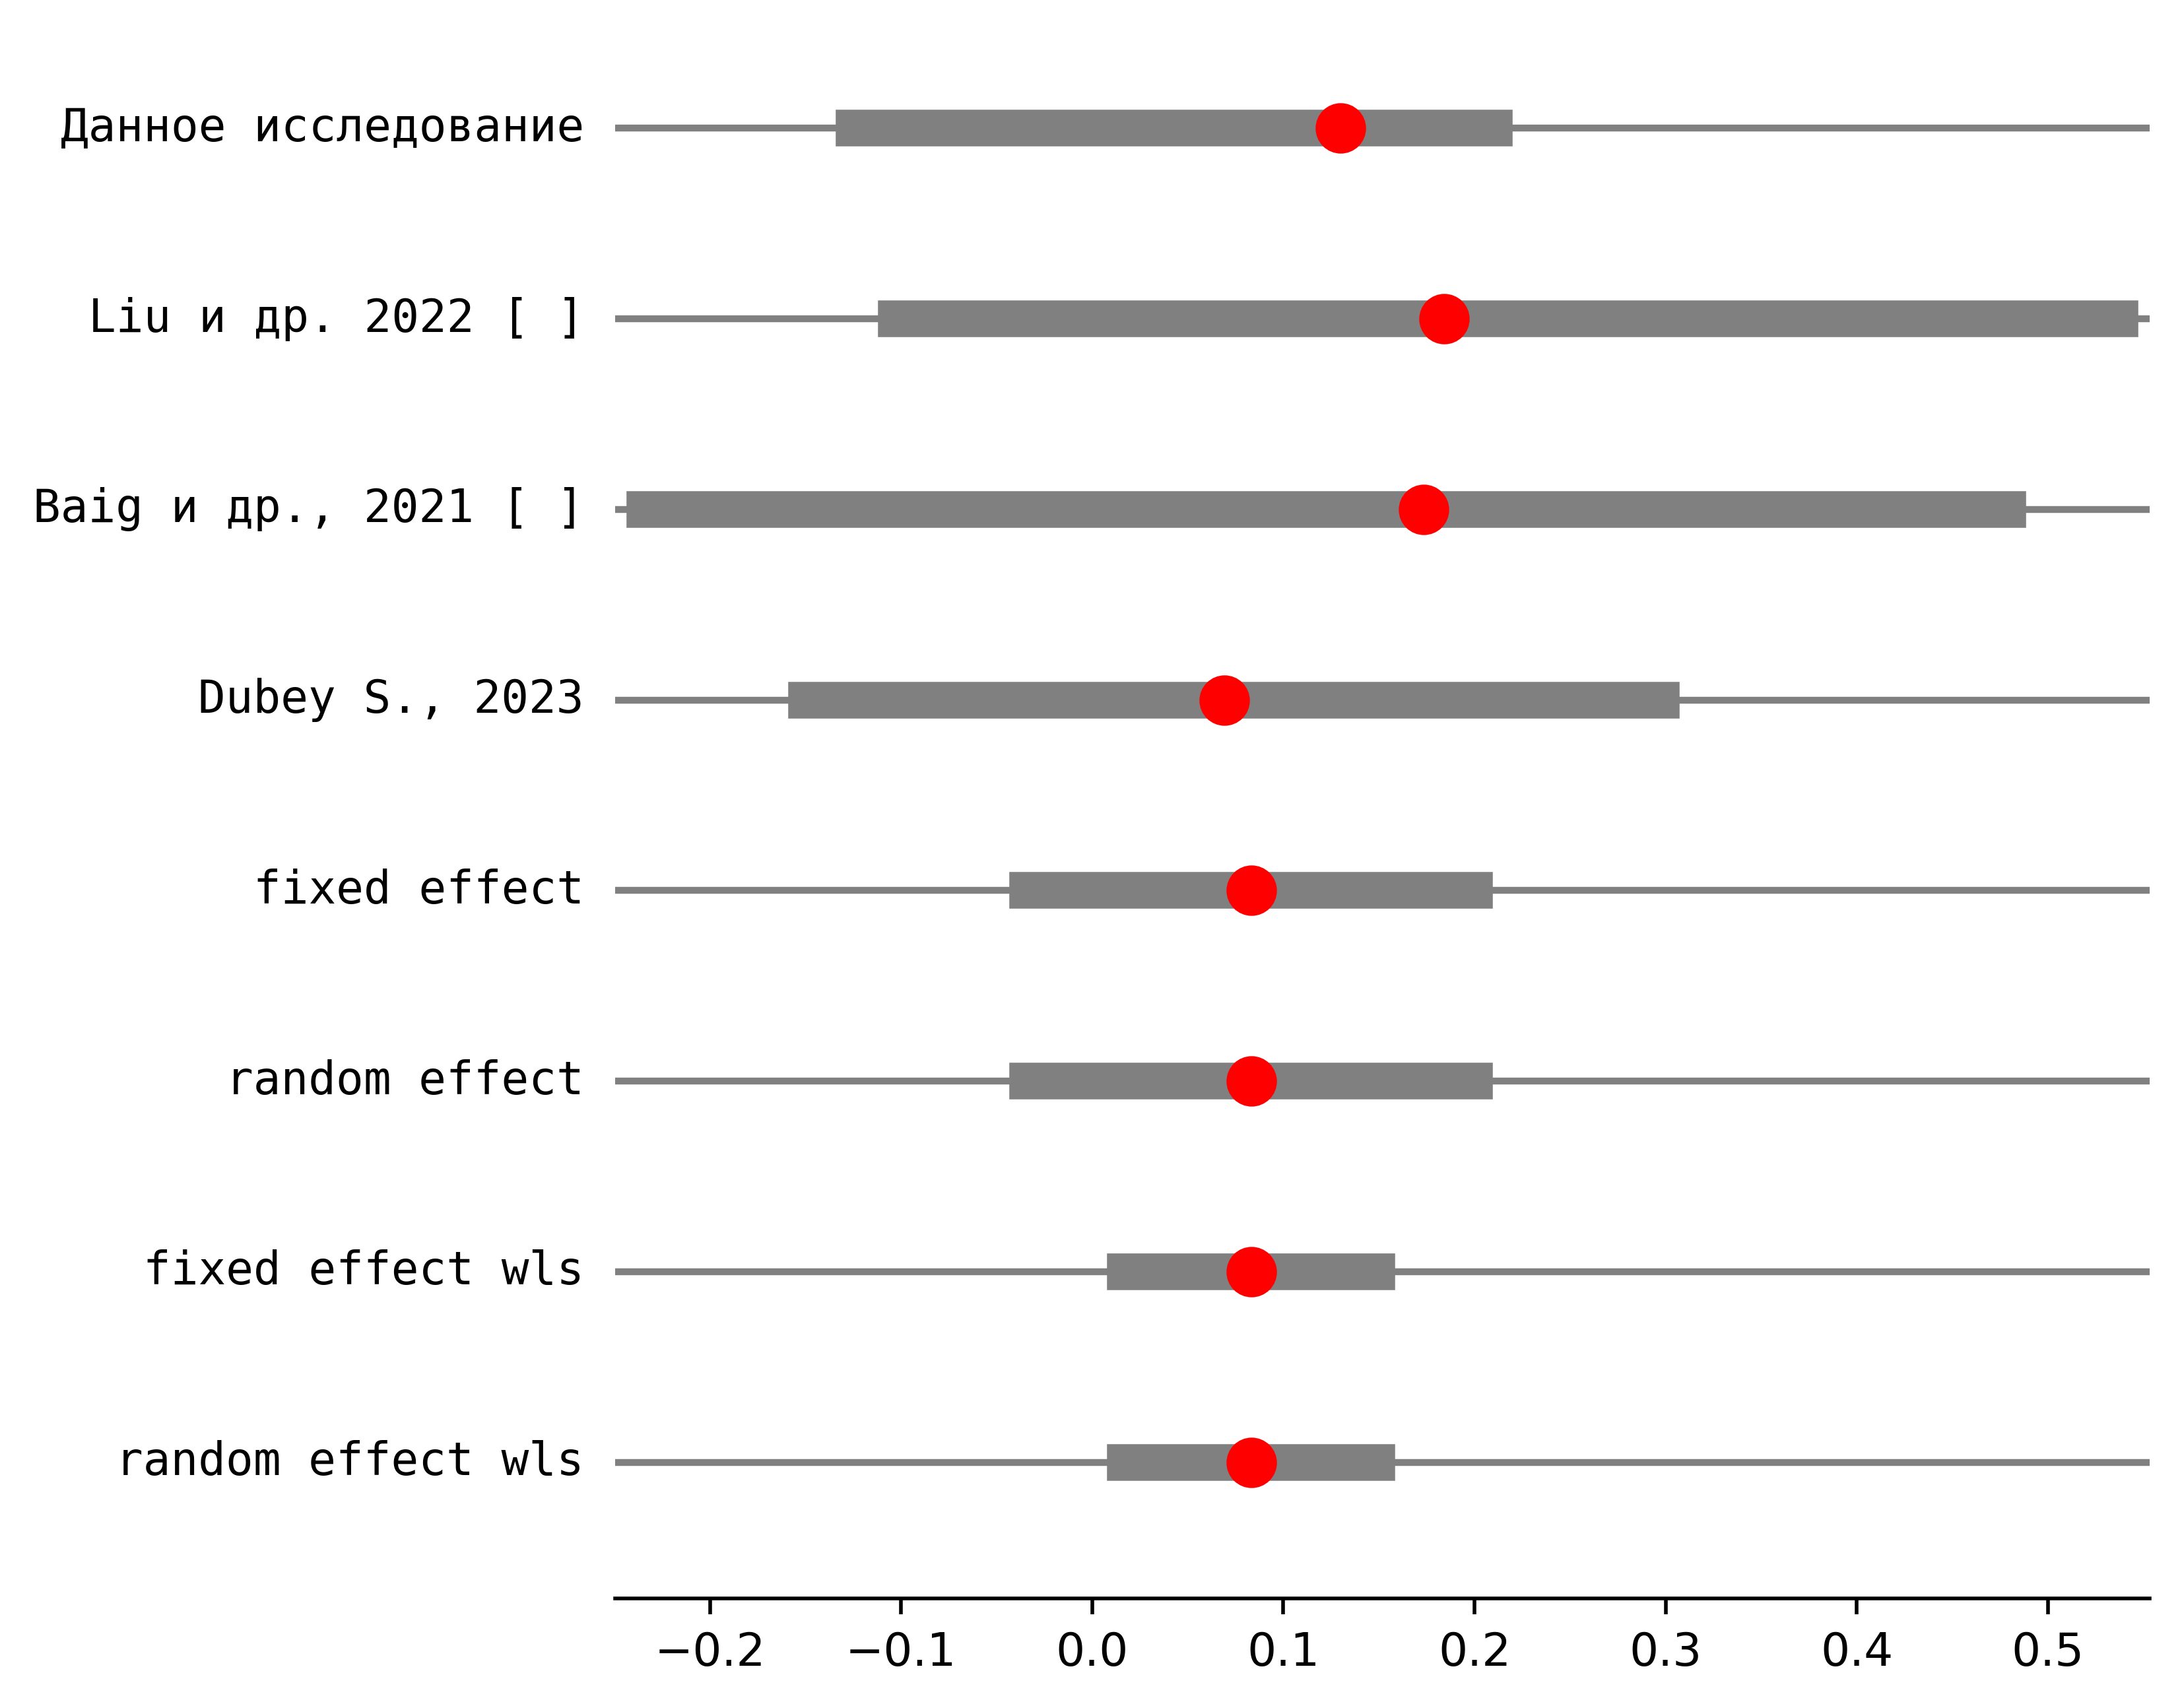 Данное исследование
Liu и др. 2022 [ ]
Baig и др., 2021 [ ]
Dubey S., 2023
fixed effect
random effect
fixed effect wls
random effect wls
−0.2 −0.1 0.0 0.1 0.2 0.3 0.4 0.5